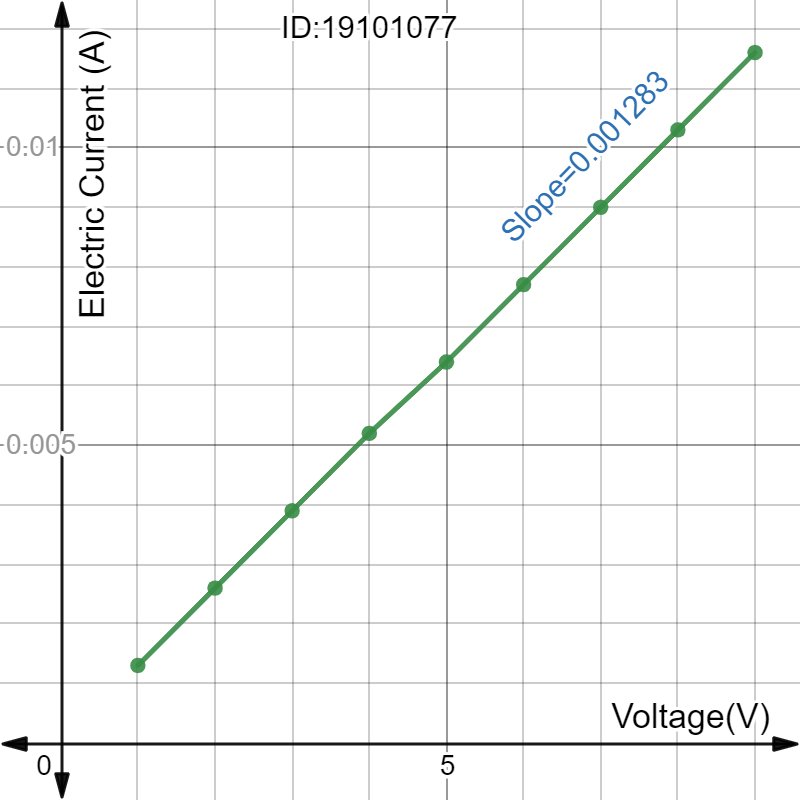 ID:19101077
Electric Current (A)
Slope=0.001283
0.01
0.005
Voltage(V)
0
5